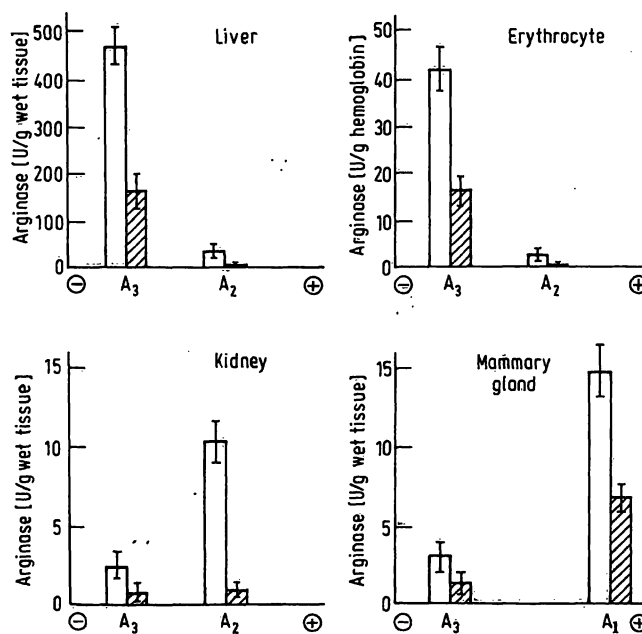 Liver
Arginase [U/g wet tissue]
500
400
300
200
100
0
⊖ A₃ A₂ ⊕
Erythrocyte
Arginase [U/g hemoglobin]
50
40
30
20
10
0
⊖ A₃ A₂ ⊕
Kidney
Arginase [U/g wet tissue]
15
10
5
0
⊖ A₃ A₂ ⊕
Mammary
gland
Arginase [U/g wet tissue]
15
10
5
0
⊖ A₃ A₁ ⊕